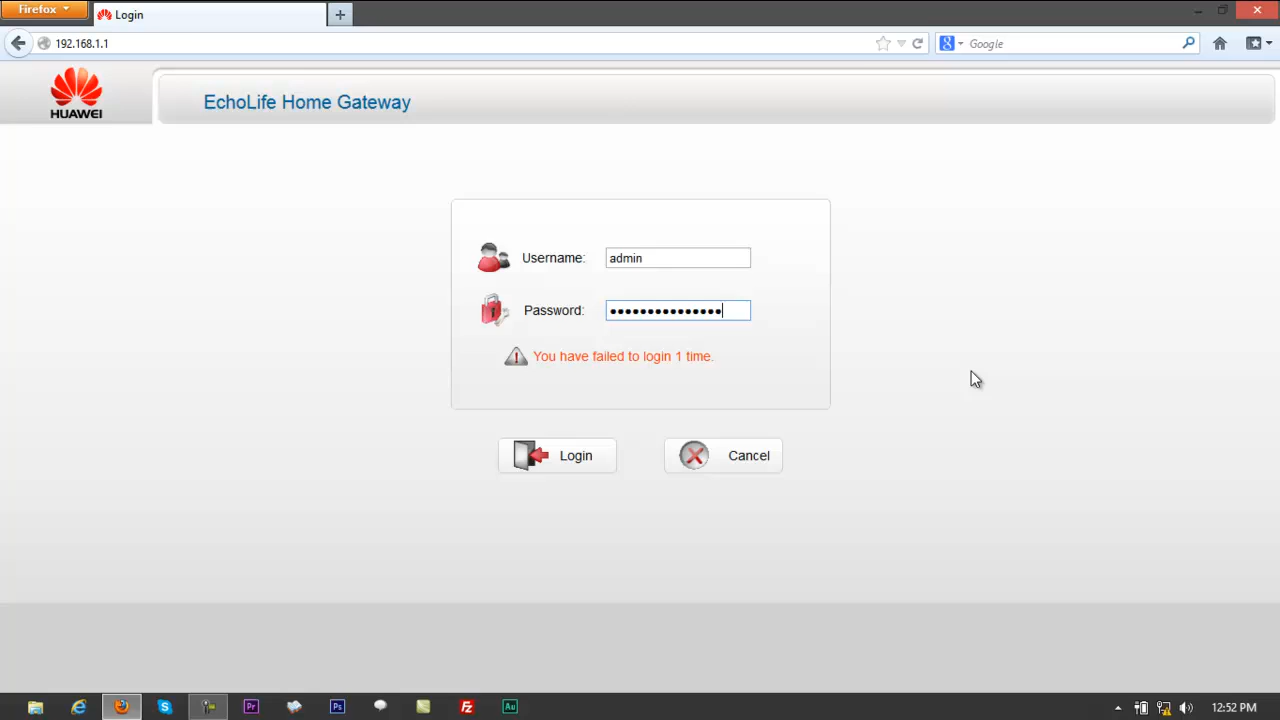 Firefox
Login
192.168.1.1
Google
HUAWEI
EchoLife Home Gateway
Username: admin
Password: •••••••••••••••
You have failed to login 1 time.
Login
Cancel
12:52 PM